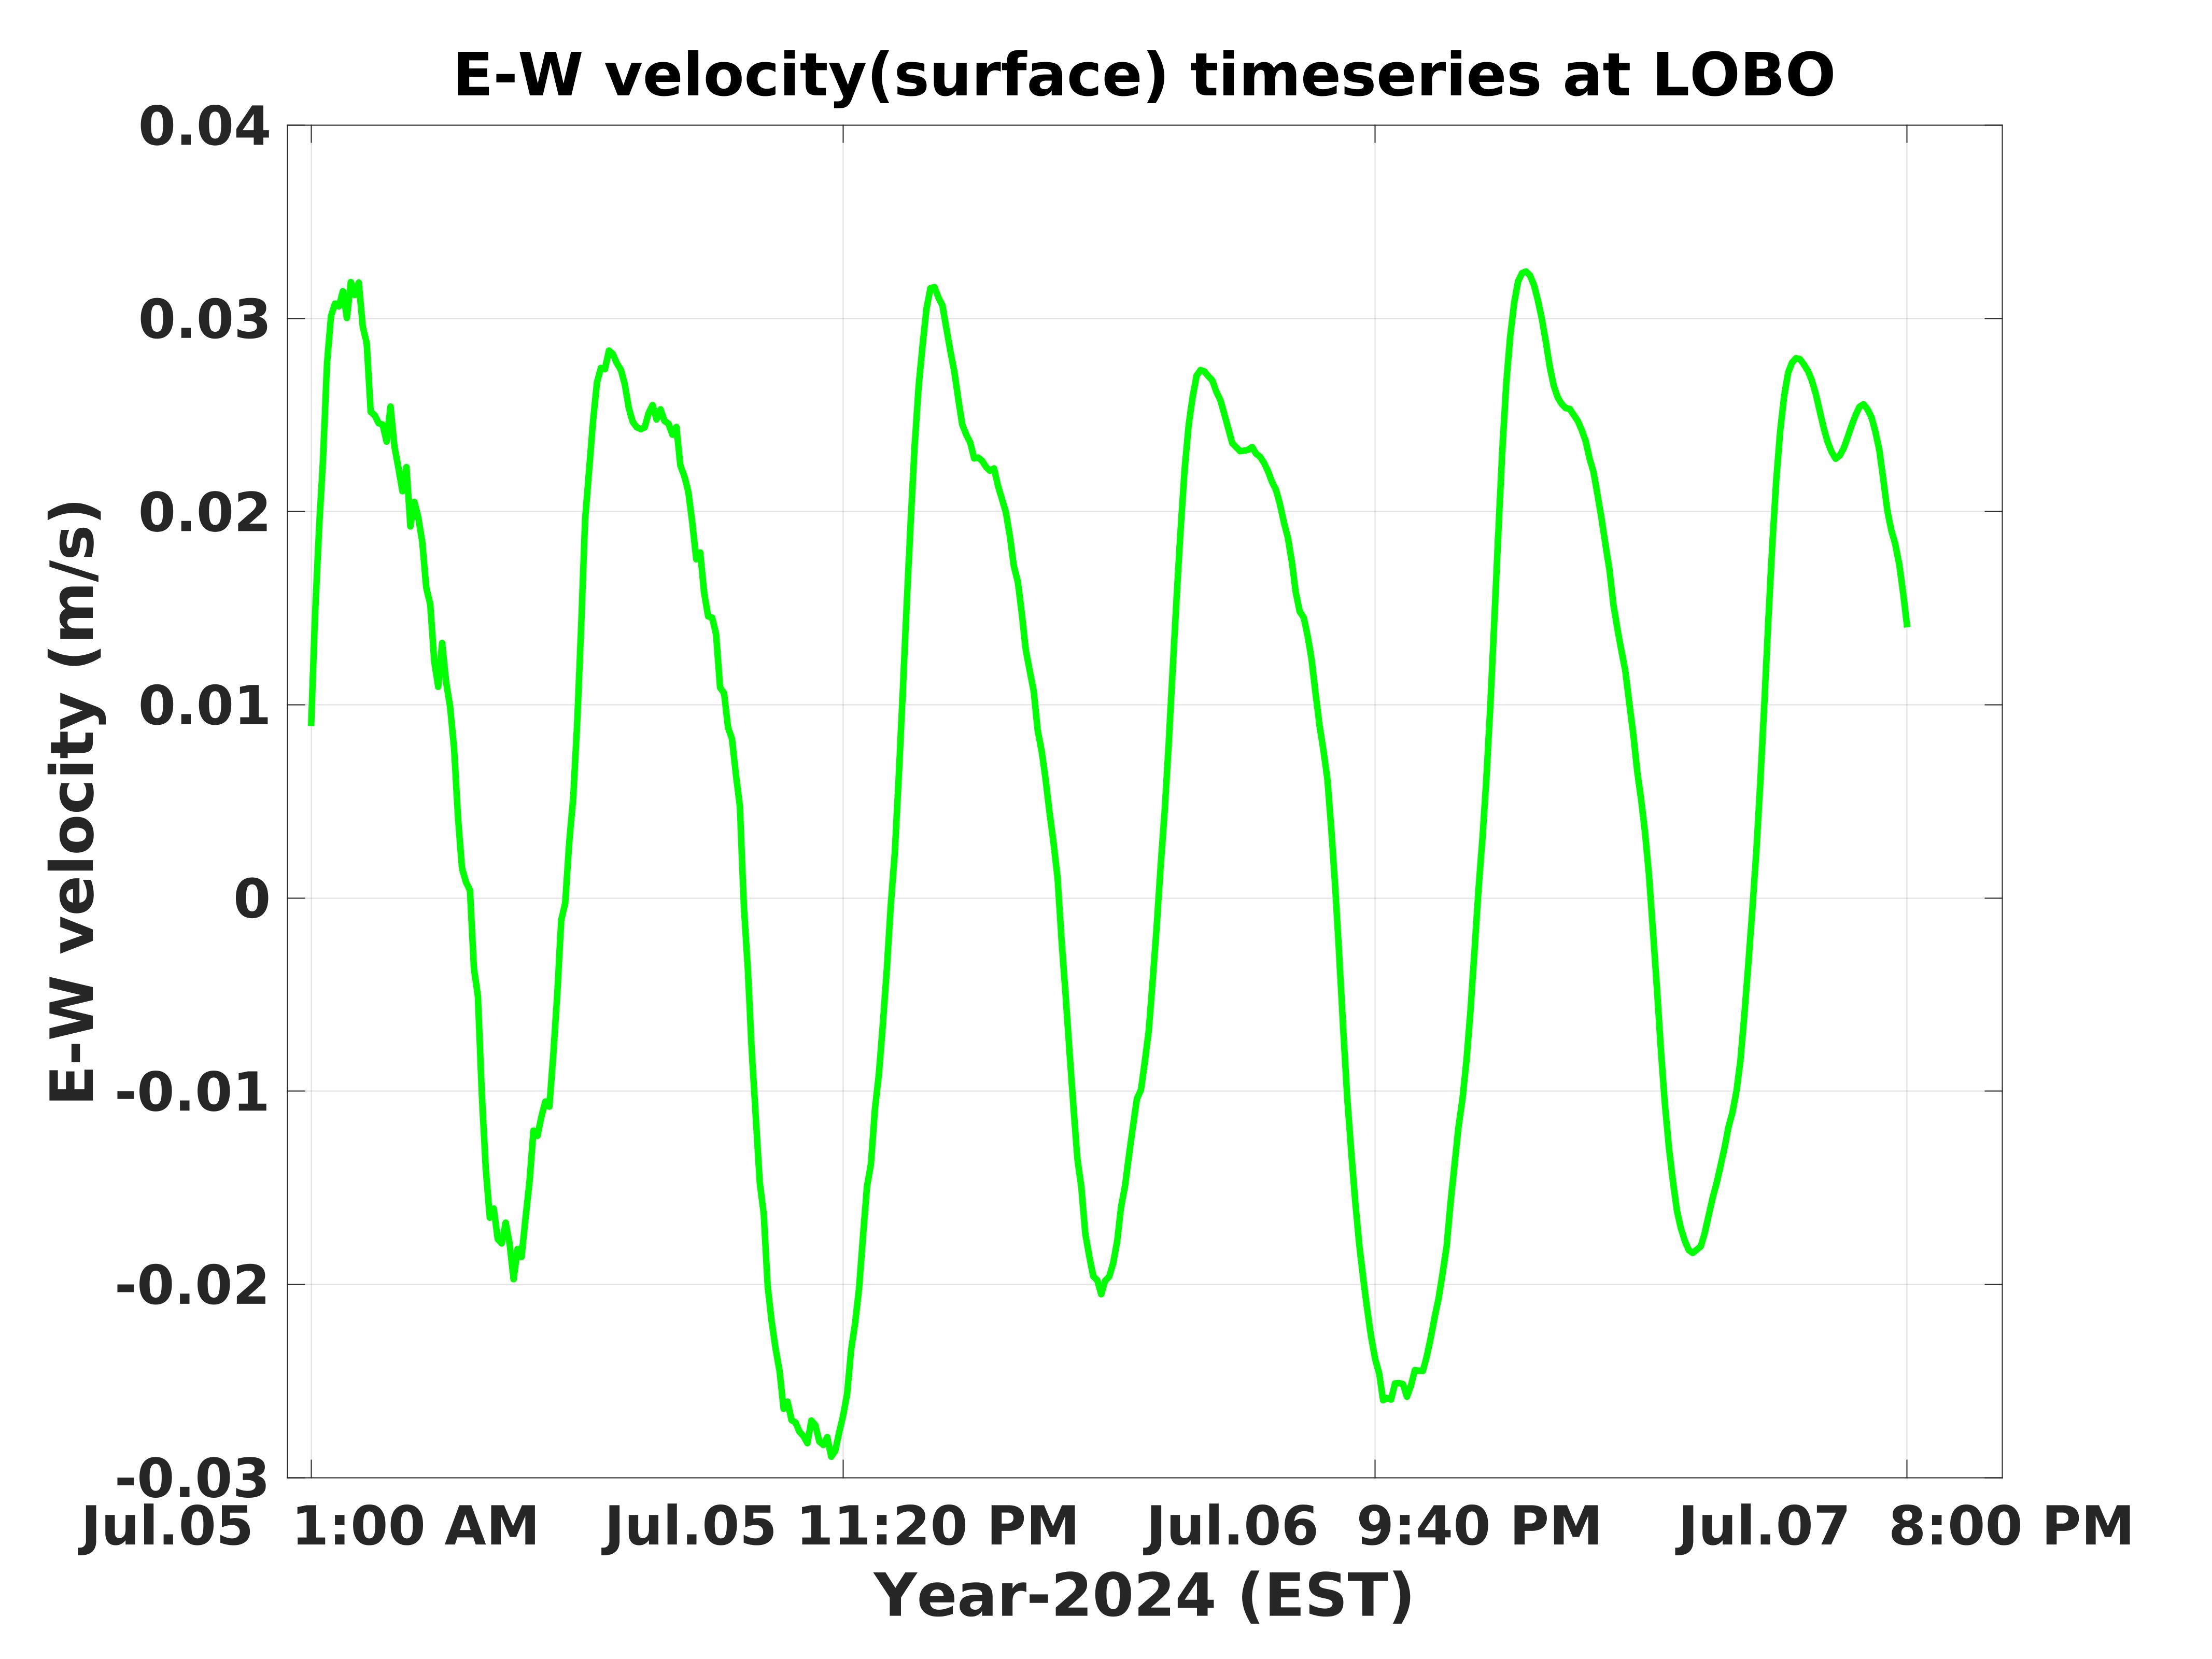 E-W velocity(surface) timeseries at LOBO
E-W velocity (m/s)
0.04
0.03
0.02
0.01
0
-0.01
-0.02
-0.03
Jul.05 1:00 AM
Jul.05 11:20 PM
Jul.06 9:40 PM
Jul.07 8:00 PM
Year-2024 (EST)